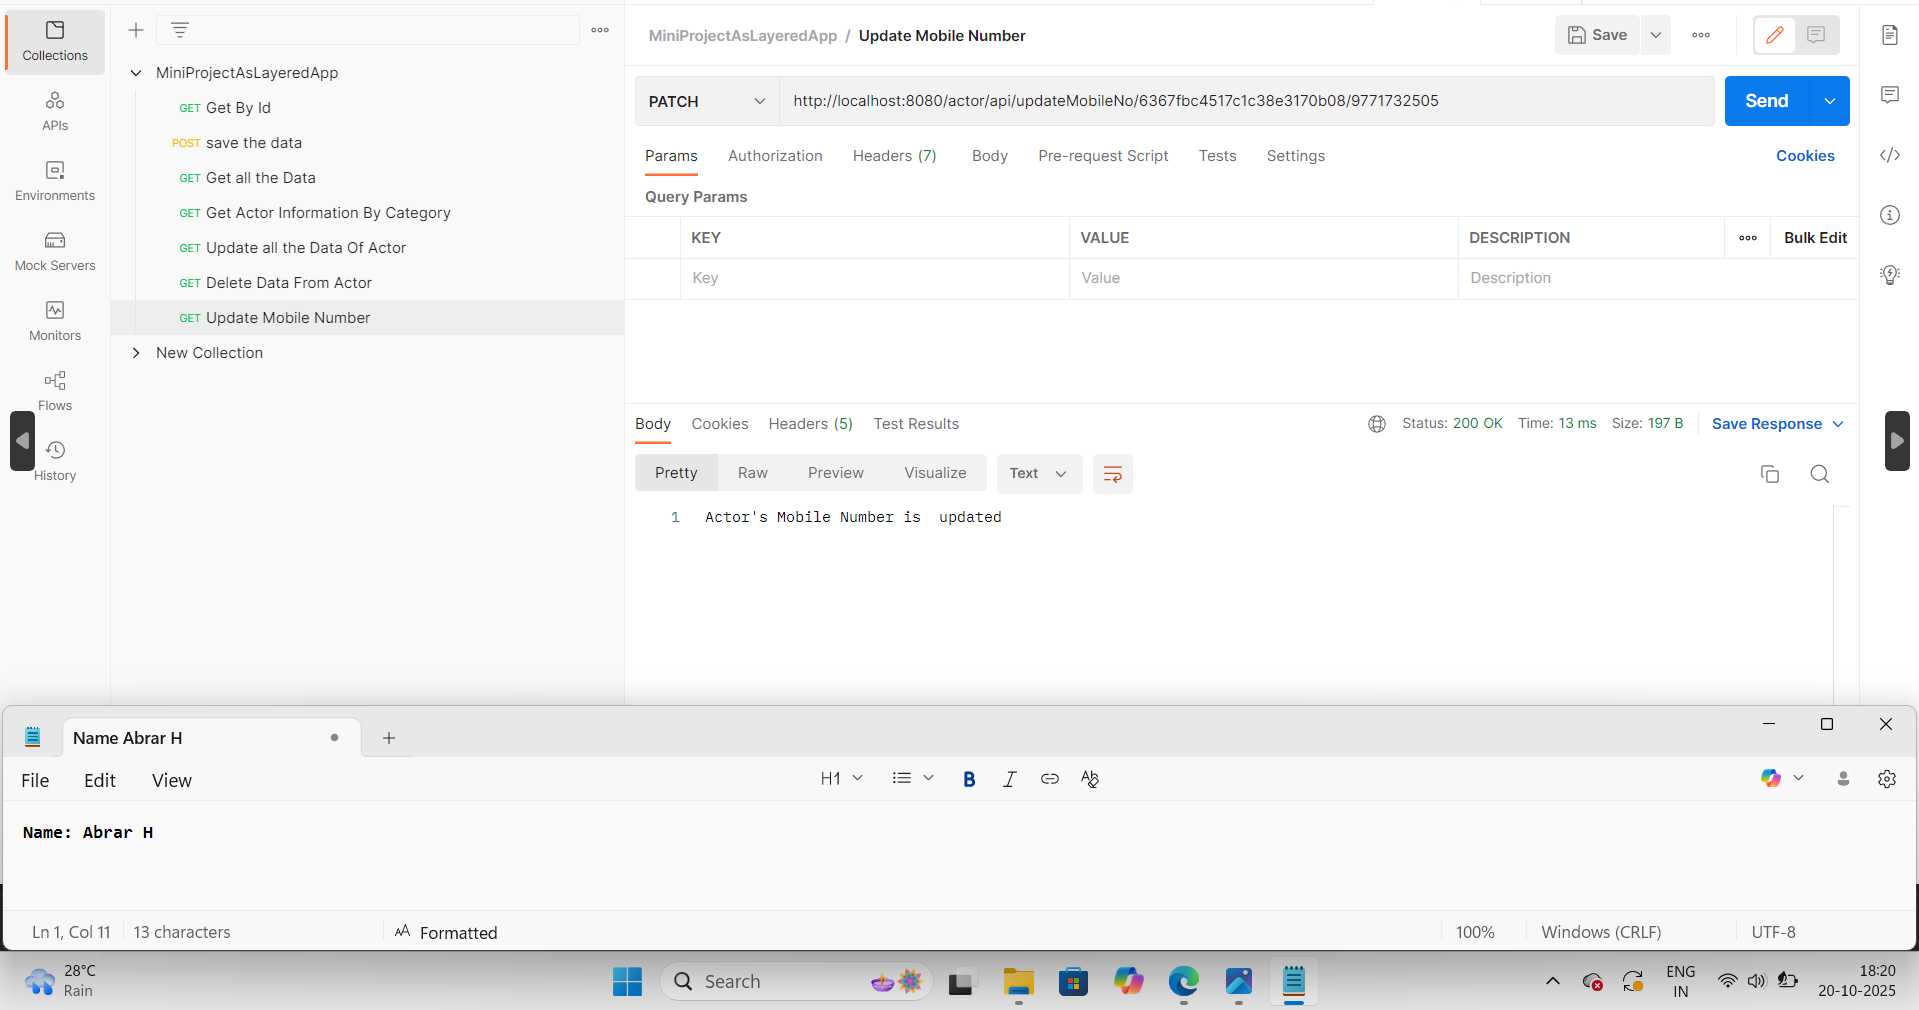 Collections
APIs
Environments
Mock Servers
Monitors
Flows
History
MiniProjectAsLayeredApp
GET Get By Id
POST save the data
GET Get all the Data
GET Get Actor Information By Category
GET Update all the Data Of Actor
GET Delete Data From Actor
GET Update Mobile Number
New Collection
MiniProjectAsLayeredApp / Update Mobile Number
Save
PATCH http://localhost:8080/actor/api/updateMobileNo/6367fbc4517c1c38e3170b08/9771732505 Send
Params Authorization Headers (7) Body Pre-request Script Tests Settings Cookies
Query Params
KEY VALUE DESCRIPTION Bulk Edit
Key Value Description
Body Cookies Headers (5) Test Results Status: 200 OK Time: 13 ms Size: 197 B Save Response
Pretty Raw Preview Visualize Text
1 Actor's Mobile Number is  updated
Name Abrar H
File Edit View H1 B I
Name: Abrar H
Ln 1, Col 11 13 characters Formatted 100% Windows (CRLF) UTF-8
28°C
Rain
Search
ENG
IN
18:20
20-10-2025